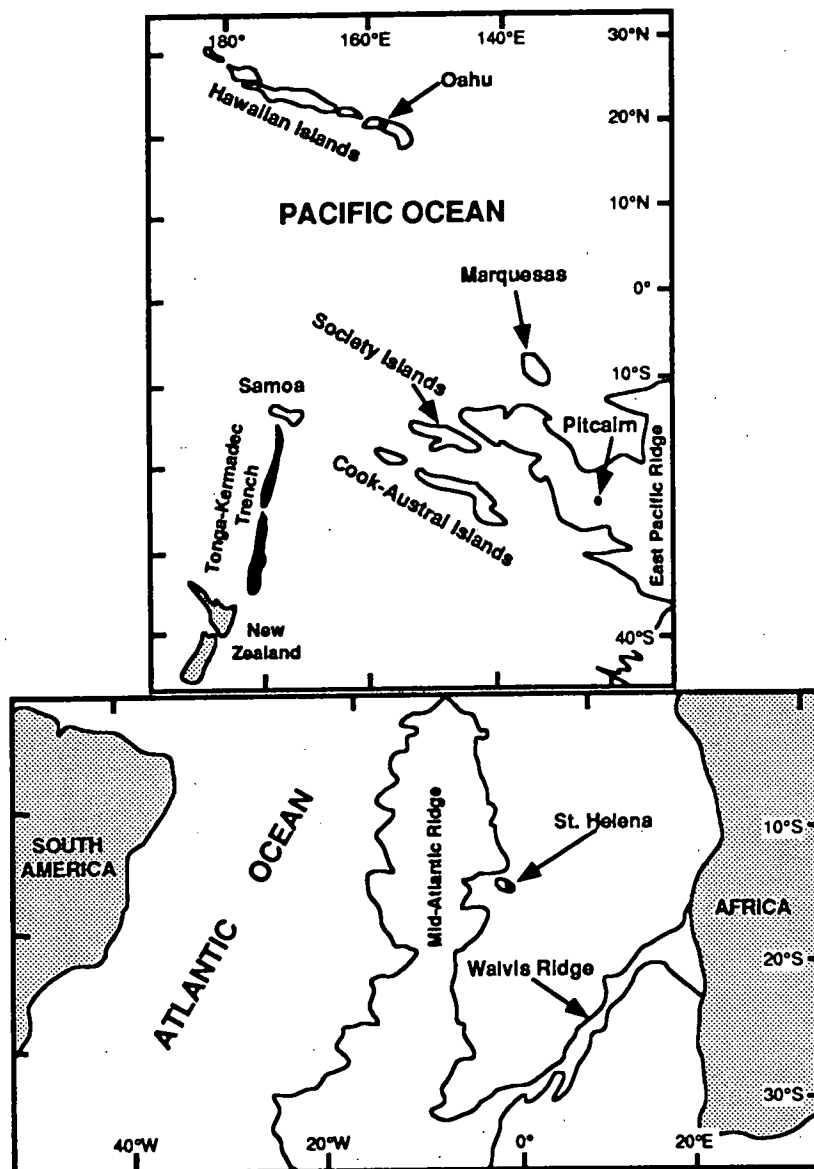 180°
160°E
140°E
30°N
Oahu
Hawaiian Islands
20°N
PACIFIC OCEAN
10°N
Marquesas
0°
Society Islands
10°S
Samoa
Pitcairn
Tonga-Kermadec
Trench
Cook-Austral Islands
East Pacific Ridge
New
Zealand
40°S
SOUTH
AMERICA
ATLANTIC OCEAN
Mid-Atlantic Ridge
St. Helena
10°S
AFRICA
Walvis Ridge
20°S
30°S
40°W
20°W
0°
20°E